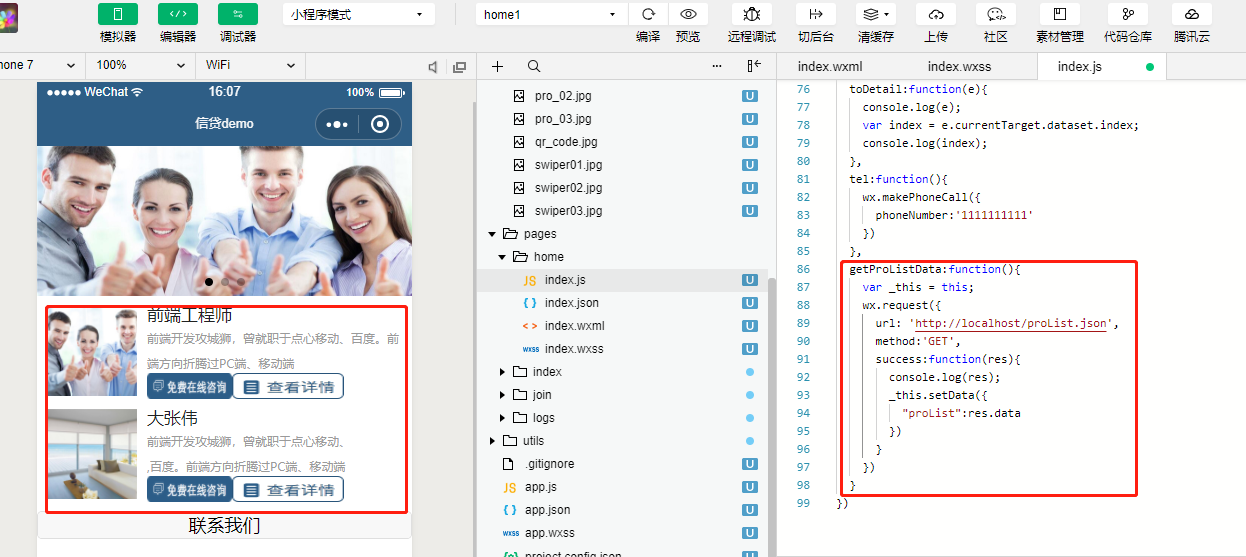 小程序模式
home1
模拟器 编辑器 调试器
编译 预览 远程调试 切后台 清缓存 上传 社区 素材管理 代码仓库 腾讯云
hone 7 100% WiFi
index.wxml index.wxss index.js
WeChat 16:07 100%
信贷demo
前端工程师
前端开发攻城狮，曾就职于点心移动、百度。前
端方向折腾过PC端、移动端
免费在线咨询 查看详情
大张伟
前端开发攻城狮，曾就职于点心移动、
,百度。前端方向折腾过PC端、移动端
免费在线咨询 查看详情
联系我们
pro_02.jpg U
pro_03.jpg U
qr_code.jpg U
swiper01.jpg U
swiper02.jpg U
swiper03.jpg U
pages
home
JS index.js U
{ } index.json U
< > index.wxml U
wxss index.wxss U
index
join
logs
utils
.gitignore U
JS app.js U
{ } app.json U
wxss app.wxss U
project.config.json
76 toDetail:function(e){
77 console.log(e);
78 var index = e.currentTarget.dataset.index;
79 console.log(index);
80 },
81 tel:function(){
82 wx.makePhoneCall({
83 phoneNumber:'1111111111'
84 })
85 },
86 getProListData:function(){
87 var _this = this;
88 wx.request({
89 url: 'http://localhost/proList.json',
90 method:'GET',
91 success:function(res){
92 console.log(res);
93 _this.setData({
94 "proList":res.data
95 })
96 }
97 })
98 }
99 })